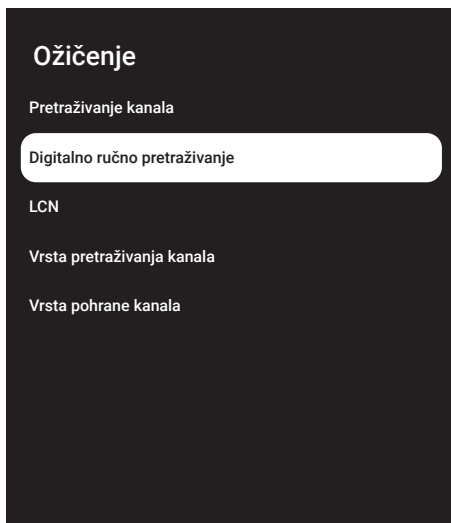 Ožičenje
Pretraživanje kanala
Digitalno ručno pretraživanje
LCN
Vrsta pretraživanja kanala
Vrsta pohrane kanala